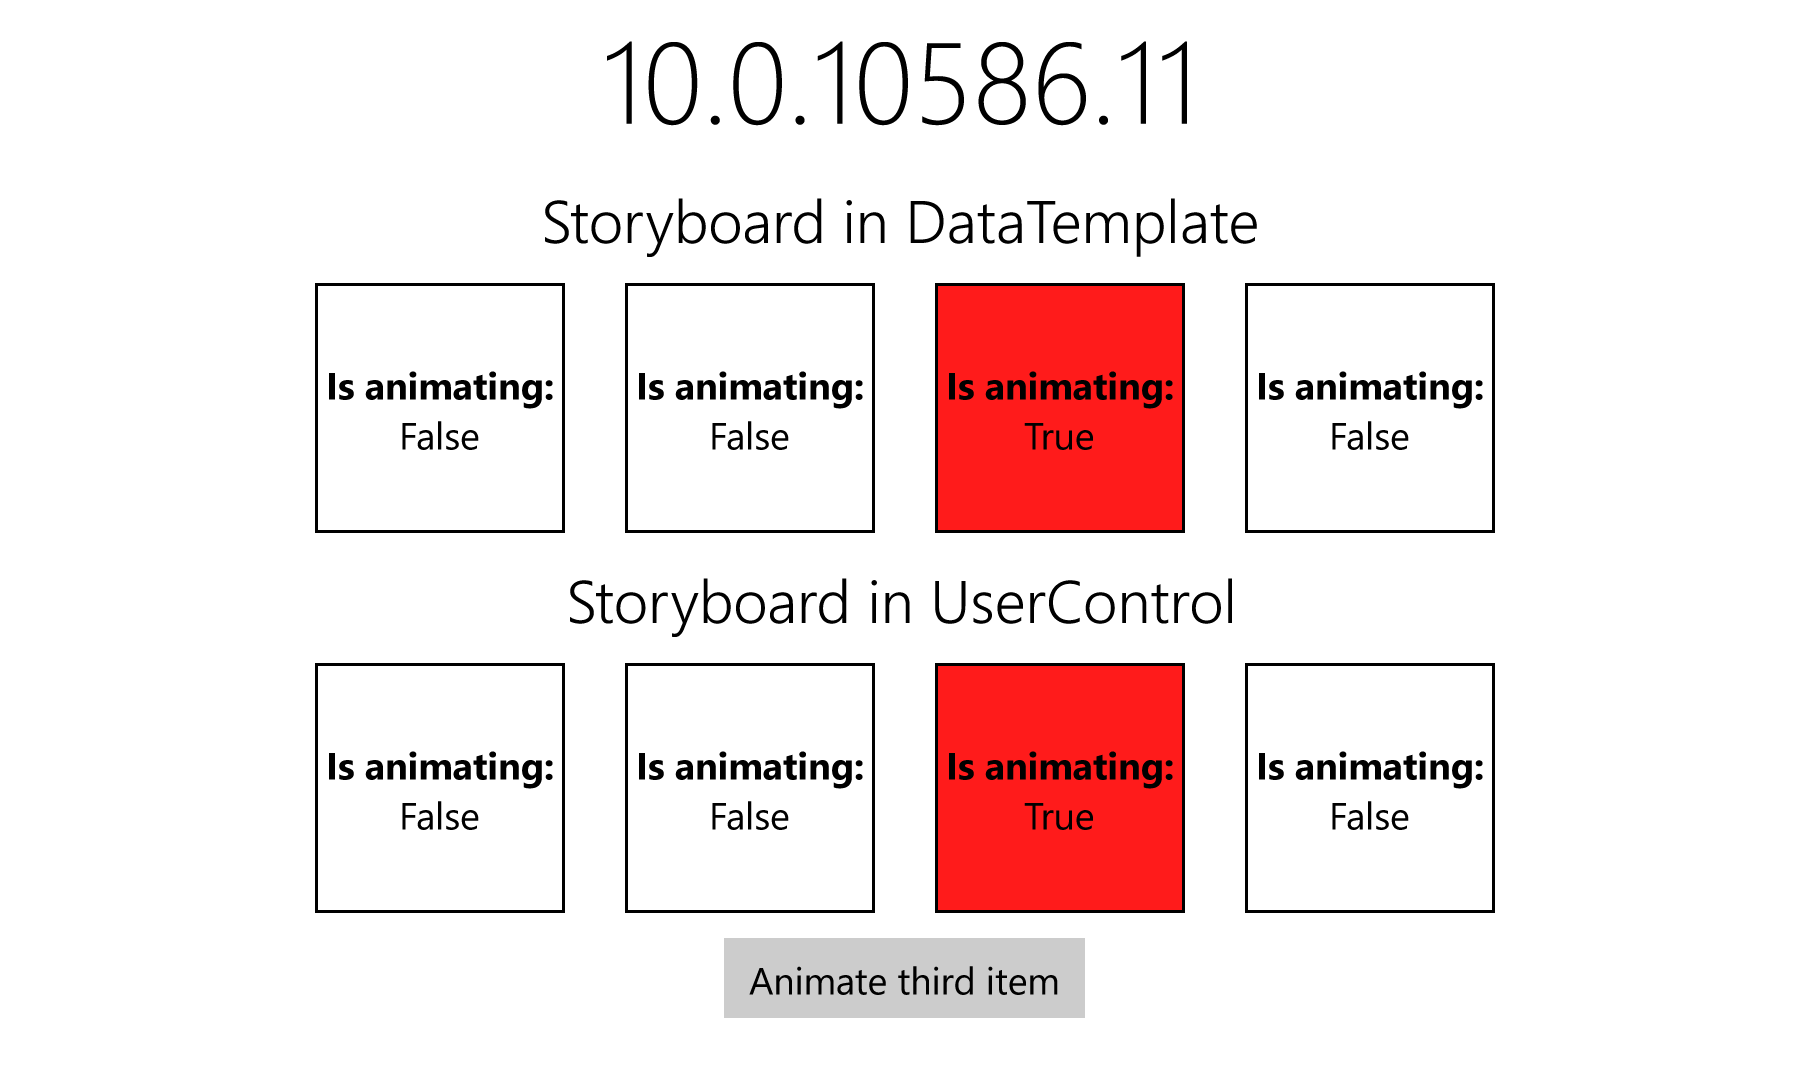 10.0.10586.11
Storyboard in DataTemplate
Is animating: Is animating: Is animating: Is animating:
False False True False
Storyboard in UserControl
Is animating: Is animating: Is animating: Is animating:
False False True False
Animate third item